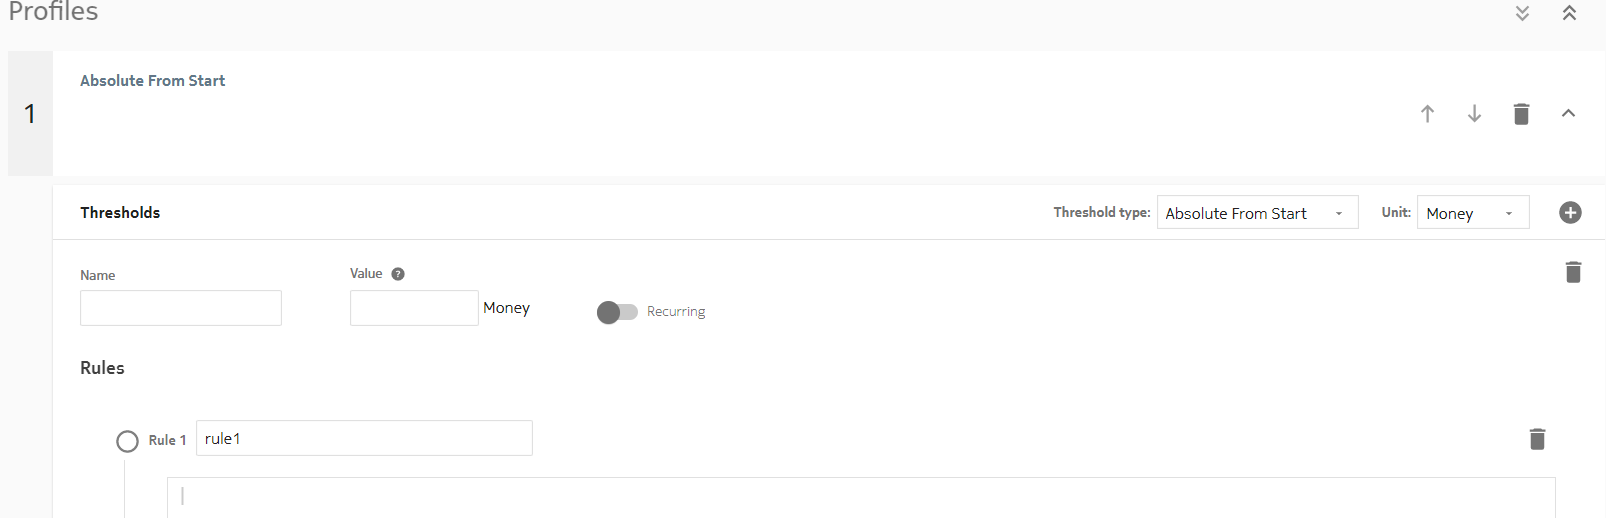 Profiles
1
Absolute From Start
Thresholds
Threshold type: Absolute From Start Unit: Money
Name
Value ?
Money
Recurring
Rules
Rule 1 rule1